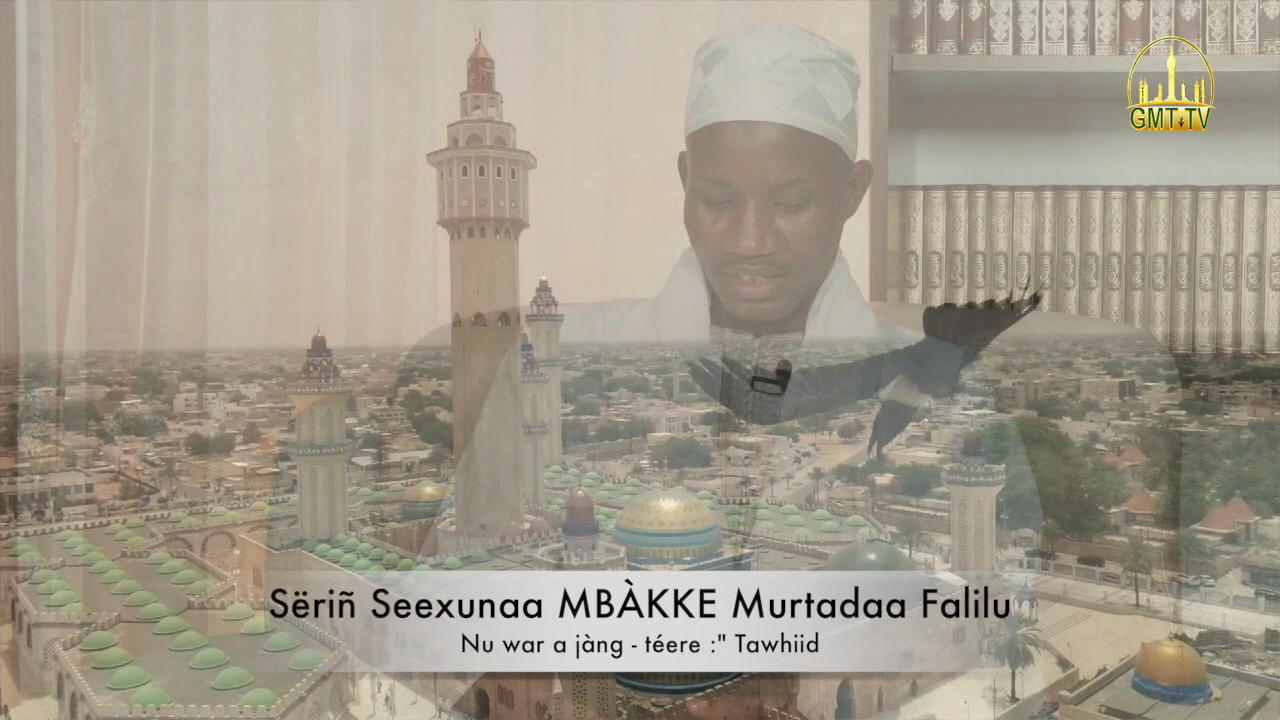 GMT TV
Sëriñ Seexunaa MBÀKKE Murtadaa Falilu
Nu war a jàng - téere :" Tawhiid